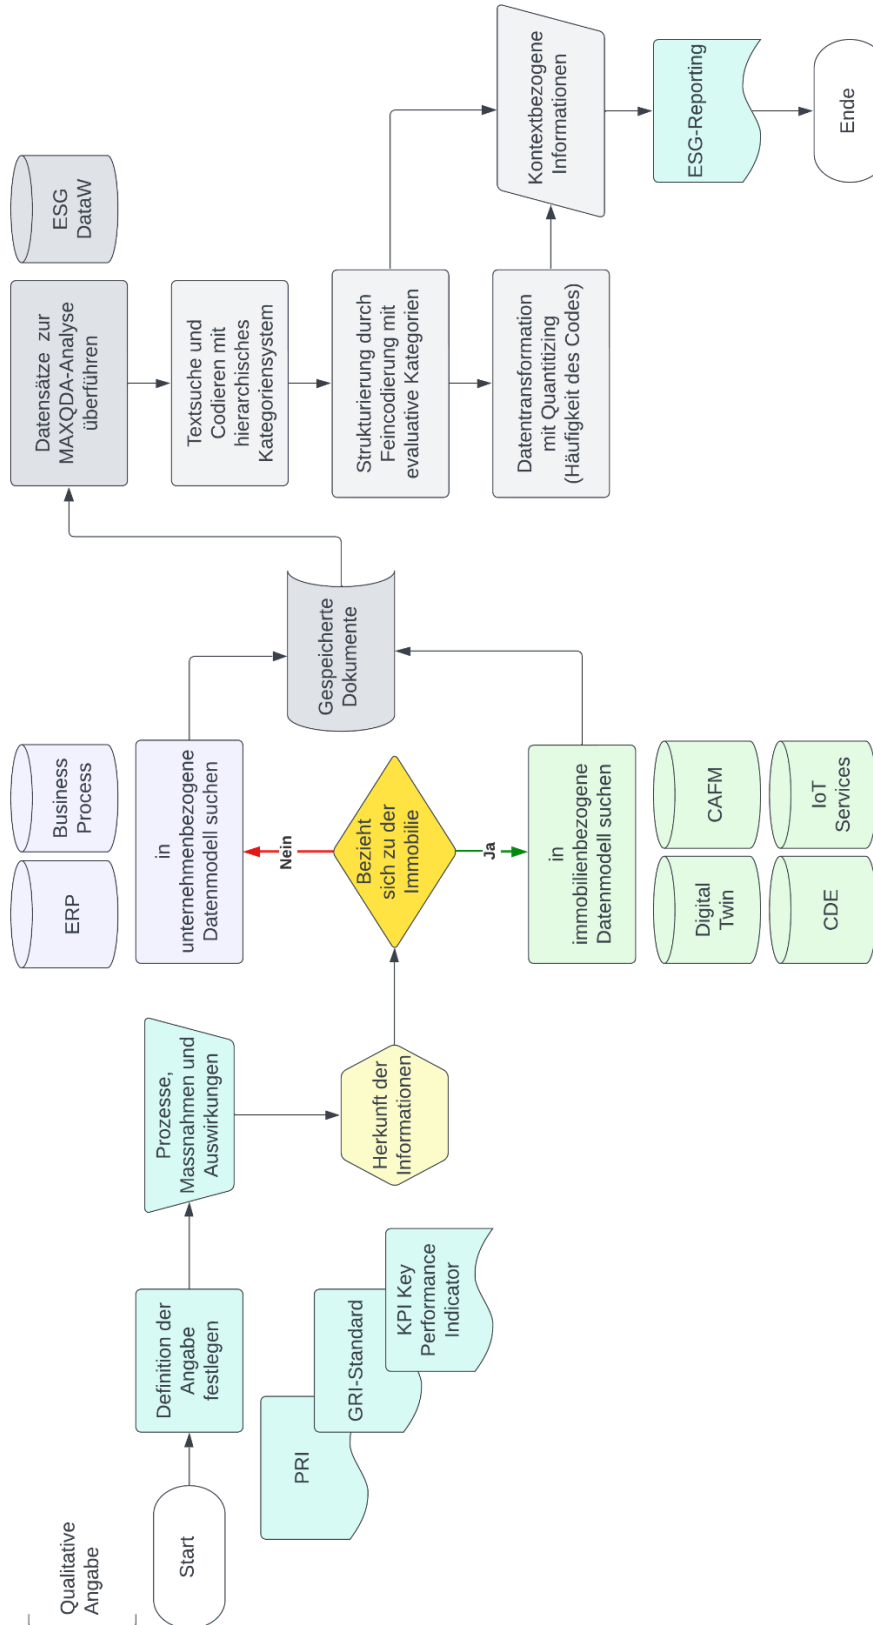 Qualitative
Angabe
Start
Definition der
Angabe
festlegen
PRI
GRI-Standard
KPI Key
Performance
Indicator
Prozesse,
Massnahmen und
Auswirkungen
Herkunft der
Informationen
Bezieht
sich zu der
Immobilie
Nein
Ja
ERP
Business
Process
in
unternehmenbezogene
Datenmodell suchen
in
immobilienbezogene
Datenmodell suchen
Digital
Twin
CAFM
CDE
IoT
Services
Gespeicherte
Dokumente
Datensätze zur
MAXQDA-Analyse
überführen
ESG
DataW
Textsuche und
Codieren mit
hierarchisches
Kategoriensystem
Strukturierung durch
Feincodierung mit
evaluative Kategorien
Datentransformation
mit Quantitizing
(Häufigkeit des Codes)
Kontextbezogene
Informationen
ESG-Reporting
Ende